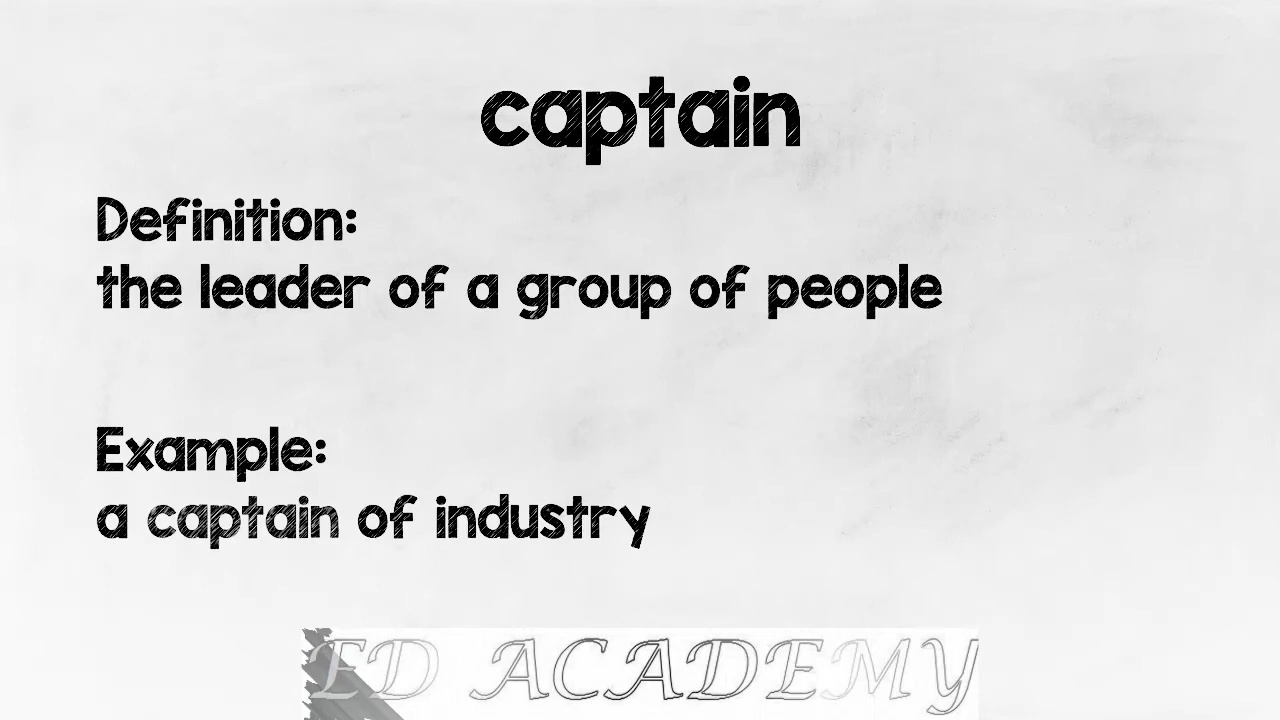 captain
Definition:
the leader of a group of people
Example:
a captain of industry
ED ACADEMY